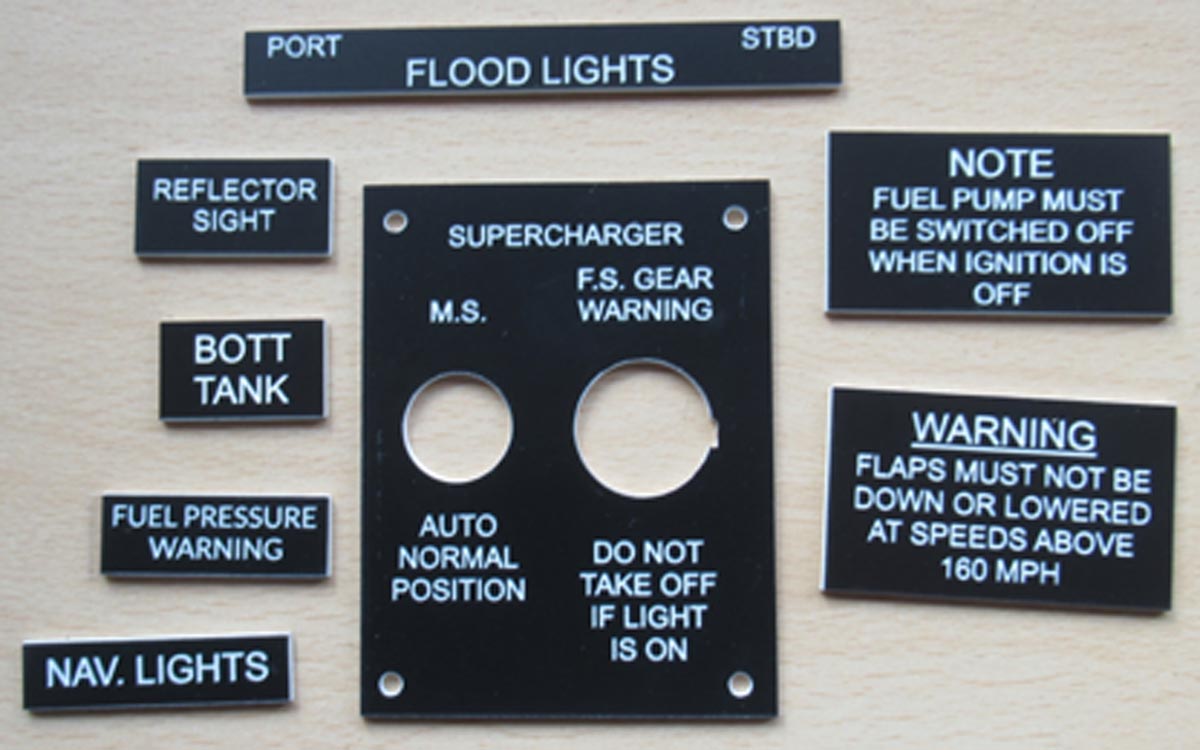 PORT STBD
FLOOD LIGHTS
REFLECTOR
SIGHT
BOTT
TANK
FUEL PRESSURE
WARNING
NAV. LIGHTS
SUPERCHARGER
M.S.
F.S. GEAR
WARNING
AUTO
NORMAL
POSITION
DO NOT
TAKE OFF
IF LIGHT
IS ON
NOTE
FUEL PUMP MUST
BE SWITCHED OFF
WHEN IGNITION IS
OFF
WARNING
FLAPS MUST NOT BE
DOWN OR LOWERED
AT SPEEDS ABOVE
160 MPH